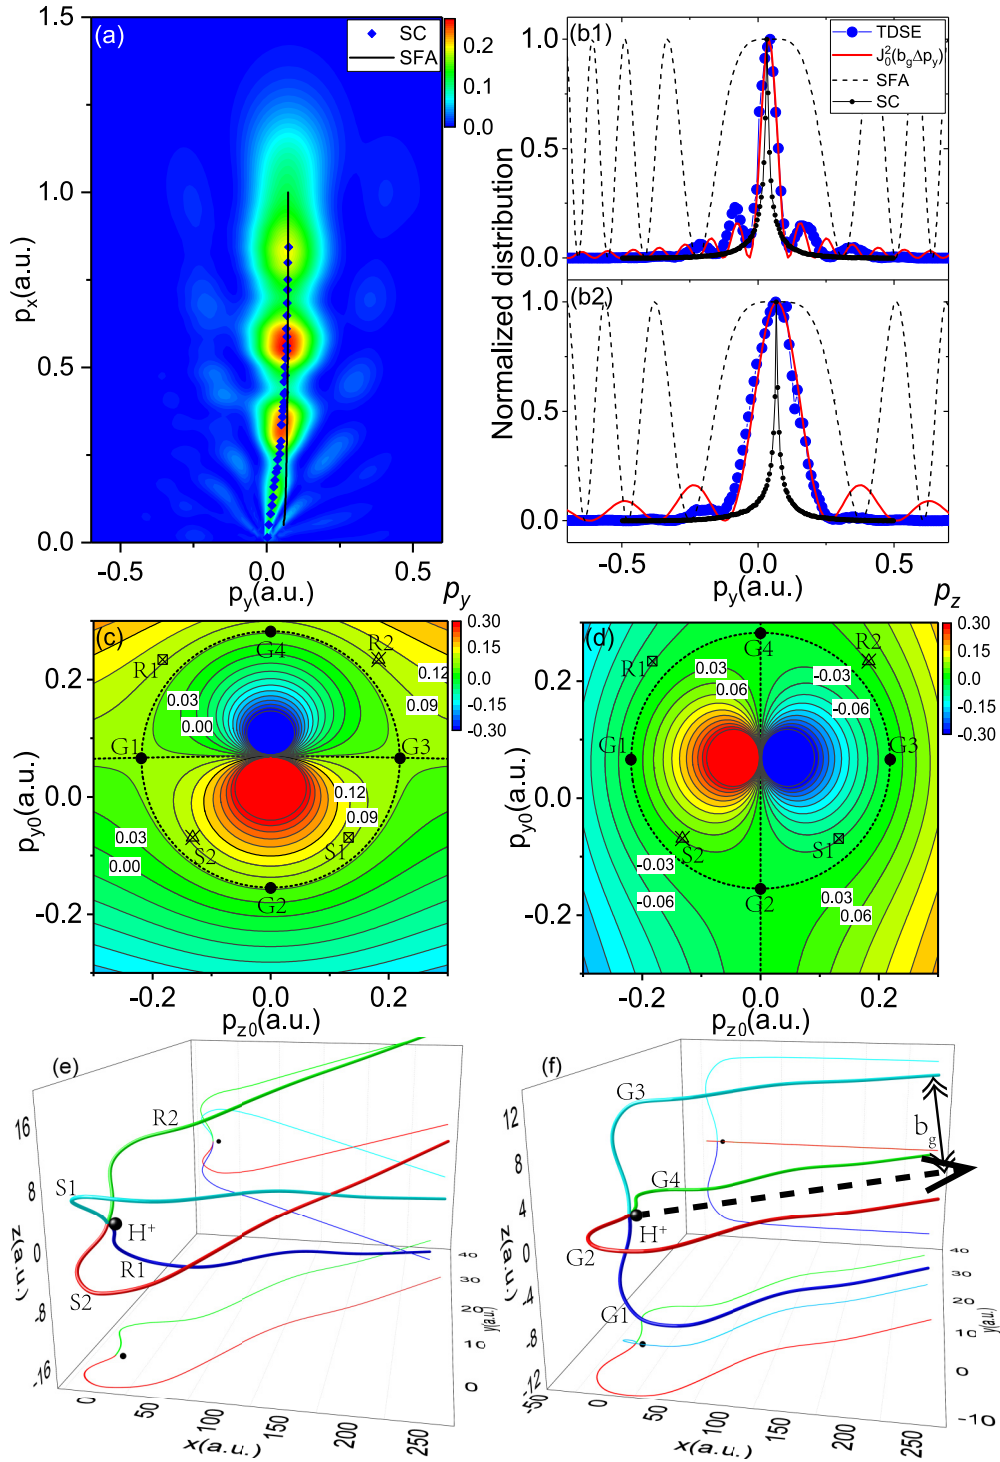 (a)
SC
SFA
0.2
0.1
0.0
1.5
1.0
0.5
0.0
p_x(a.u.)
-0.5
0.0
0.5
p_y(a.u.)
(b1)
TDSE
J_0^2(b_gΔp_y)
SFA
SC
1.0
0.5
0.0
Normalized distribution
(b2)
1.0
0.5
0.0
-0.5
0.0
0.5
p_y(a.u.)
p_y
(c)
0.30
0.15
0.00
-0.15
-0.30
G4
R1
R2
0.12
0.09
0.03
0.00
G1
G3
0.12
0.09
0.03
0.00
S2
S1
G2
0.2
0.0
-0.2
p_y0(a.u.)
-0.2
0.0
0.2
p_z0(a.u.)
p_z
(d)
0.30
0.15
0.00
-0.15
-0.30
G4
R1
R2
0.03
0.06
-0.03
-0.06
G1
G3
S2
S1
-0.03
-0.06
0.03
0.06
G2
0.2
0.0
-0.2
p_y0(a.u.)
-0.2
0.0
0.2
p_z0(a.u.)
(e)
16
8
0
-8
-16
z(a.u.)
R2
S1
H+
R1
S2
40
30
20
10
0
y(a.u.)
0
50
100
150
200
250
x(a.u.)
(f)
12
8
4
0
-4
-8
-12
z(a.u.)
G3
b_g
G4
H+
G2
G1
40
30
20
10
0
-10
y(a.u.)
-50
0
50
100
150
200
250
x(a.u.)